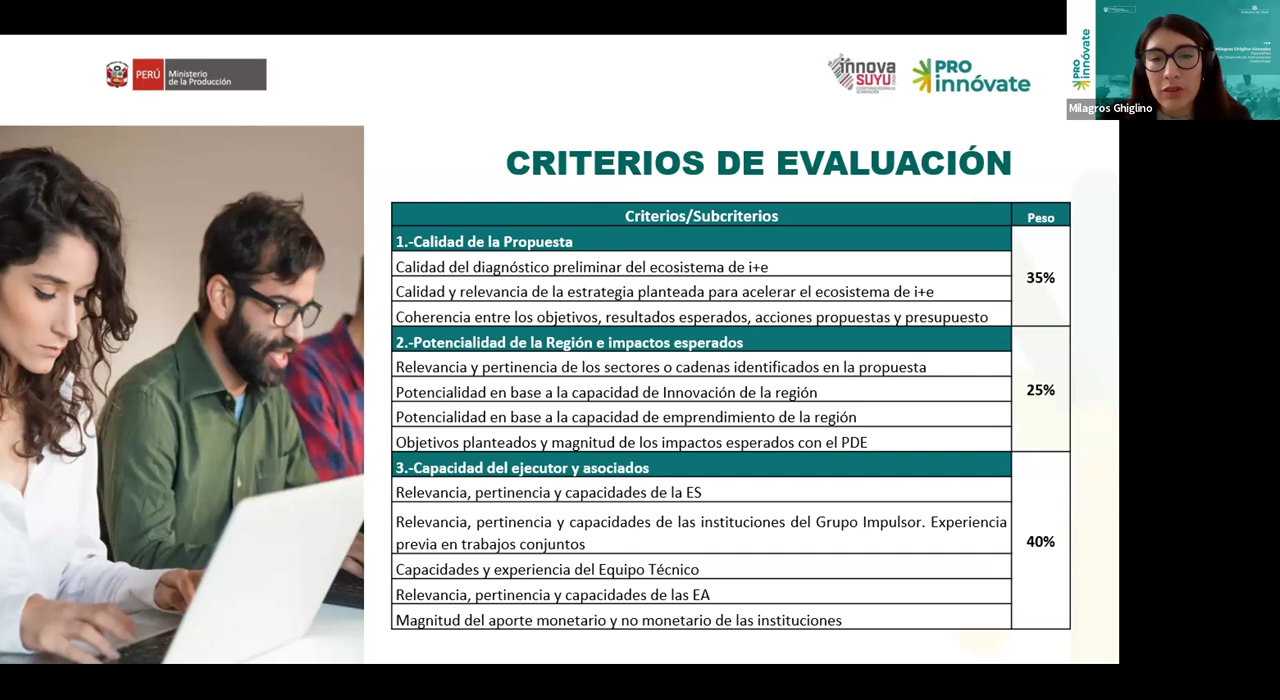 PERÚ
Ministerio
de la Producción
innova
SUYU
PRO
innóvate
PRO
innóvate
Milagros Ghiglino
CRITERIOS DE EVALUACIÓN
Criterios/Subcriterios
Peso
1.-Calidad de la Propuesta
Calidad del diagnóstico preliminar del ecosistema de i+e
Calidad y relevancia de la estrategia planteada para acelerar el ecosistema de i+e
Coherencia entre los objetivos, resultados esperados, acciones propuestas y presupuesto
35%
2.-Potencialidad de la Región e impactos esperados
Relevancia y pertinencia de los sectores o cadenas identificados en la propuesta
Potencialidad en base a la capacidad de Innovación de la región
Potencialidad en base a la capacidad de emprendimiento de la región
Objetivos planteados y magnitud de los impactos esperados con el PDE
25%
3.-Capacidad del ejecutor y asociados
Relevancia, pertinencia y capacidades de la ES
Relevancia, pertinencia y capacidades de las instituciones del Grupo Impulsor. Experiencia
previa en trabajos conjuntos
Capacidades y experiencia del Equipo Técnico
Relevancia, pertinencia y capacidades de las EA
Magnitud del aporte monetario y no monetario de las instituciones
40%